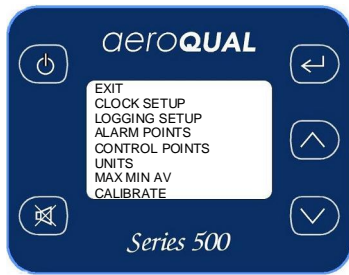 aeroQUAL
EXIT
CLOCK SETUP
LOGGING SETUP
ALARM POINTS
CONTROL POINTS
UNITS
MAX MIN AV
CALIBRATE
Series 500